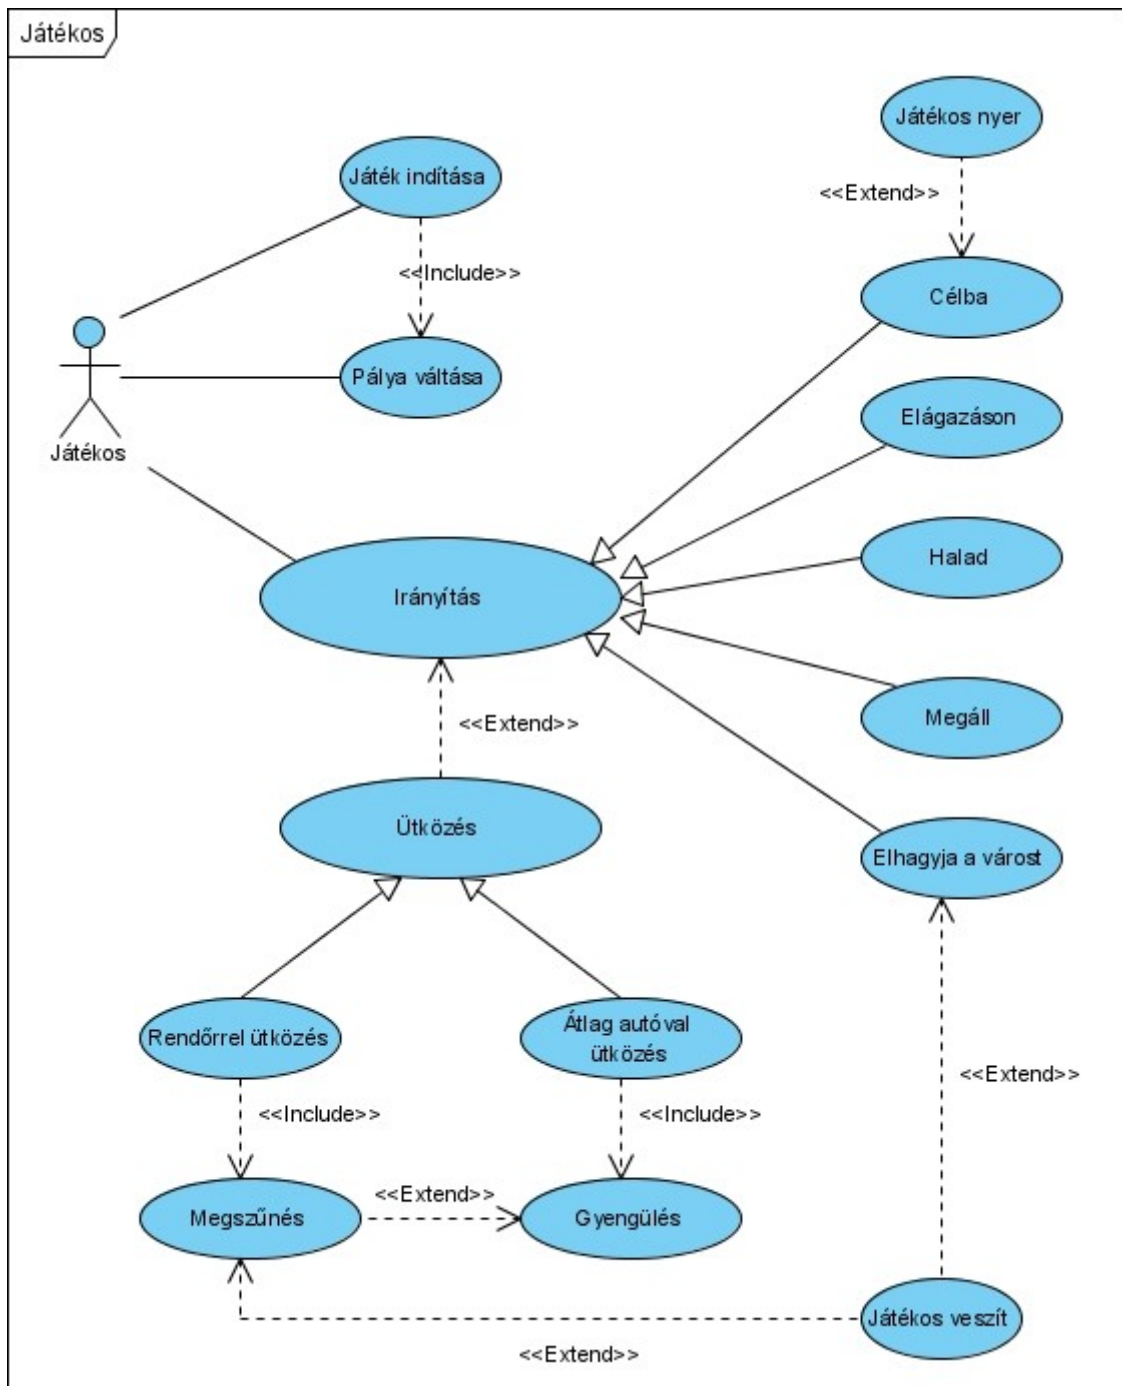 Játékos
Játékos nyer
Játék indítása
<<Extend>>
<<Include>>
Célba
Pálya váltása
Elágazáson
Játékos
Halad
Irányítás
Megáll
<<Extend>>
Ütközés
Elhagyja a várost
Rendőrrel ütközés
Átlag autóval
ütközés
<<Extend>>
<<Include>>
<<Include>>
<<Extend>>
Megszűnés
Gyengülés
Játékos veszít
<<Extend>>